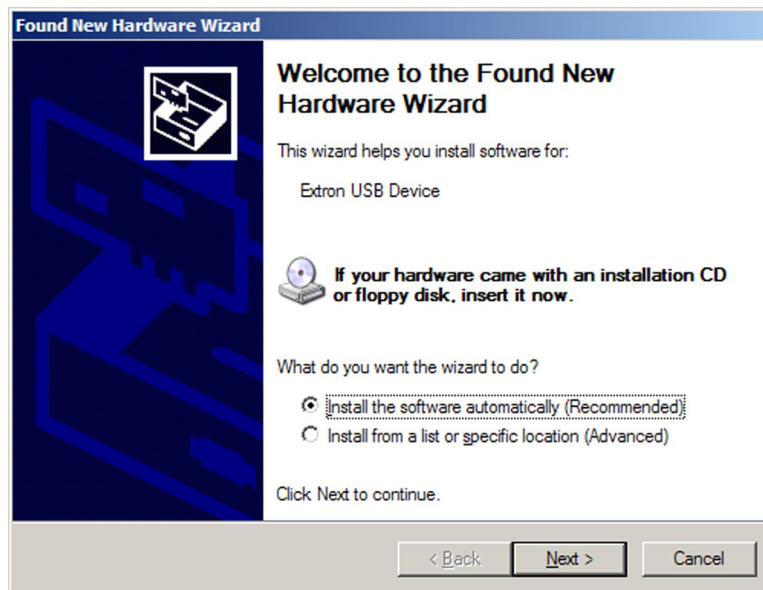 Found New Hardware Wizard
Welcome to the Found New
Hardware Wizard
This wizard helps you install software for:
Extron USB Device
If your hardware came with an installation CD
or floppy disk, insert it now.
What do you want the wizard to do?
Install the software automatically (Recommended)
Install from a list or specific location (Advanced)
Click Next to continue.
< Back
Next >
Cancel